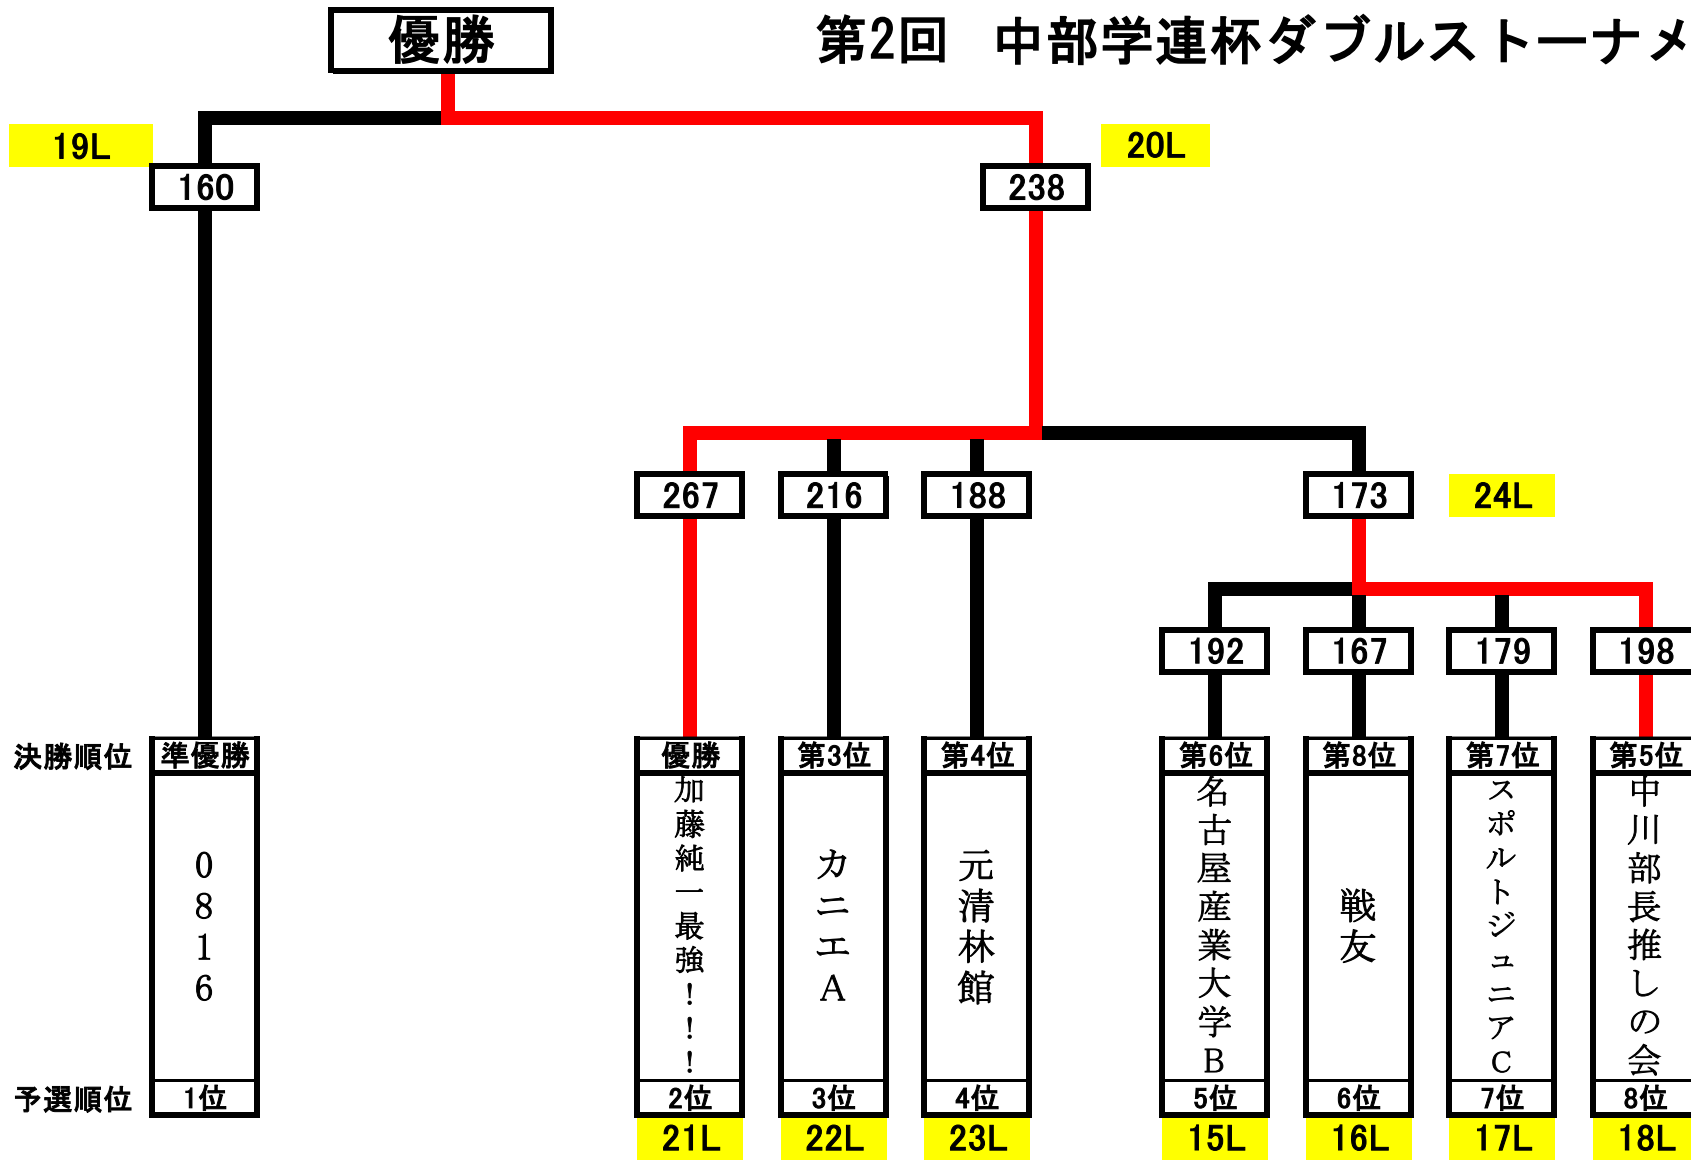 優勝
第2回 中部学連杯ダブルストーナメ
19L
20L
160
238
267
216
188
173
24L
192
167
179
198
決勝順位
準優勝
優勝
第3位
第4位
第6位
第8位
第7位
第5位
0816
加藤純一最強!!!
カニエA
元清林館
名古屋産業大学B
戦友
スポルトジュニアC
中川部長推しの会
予選順位
1位
2位
3位
4位
5位
6位
7位
8位
21L
22L
23L
15L
16L
17L
18L